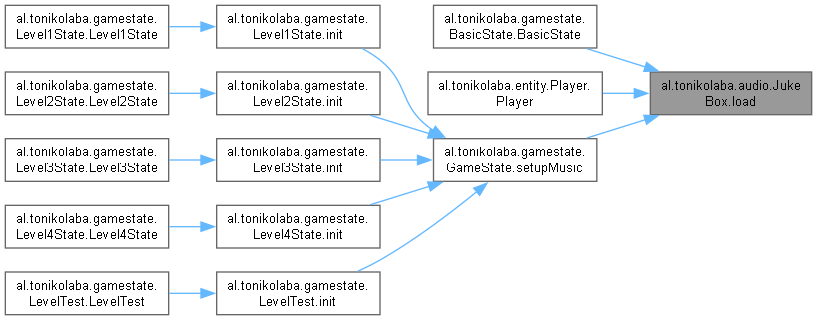 al.tonikolaba.gamestate.
Level1State.Level1State
al.tonikolaba.gamestate.
Level1State.init
al.tonikolaba.gamestate.
BasicState.BasicState
al.tonikolaba.gamestate.
Level2State.Level2State
al.tonikolaba.gamestate.
Level2State.init
al.tonikolaba.entity.Player.
Player
al.tonikolaba.audio.Juke
Box.load
al.tonikolaba.gamestate.
Level3State.Level3State
al.tonikolaba.gamestate.
Level3State.init
al.tonikolaba.gamestate.
GameState.setupMusic
al.tonikolaba.gamestate.
Level4State.Level4State
al.tonikolaba.gamestate.
Level4State.init
al.tonikolaba.gamestate.
LevelTest.LevelTest
al.tonikolaba.gamestate.
LevelTest.init